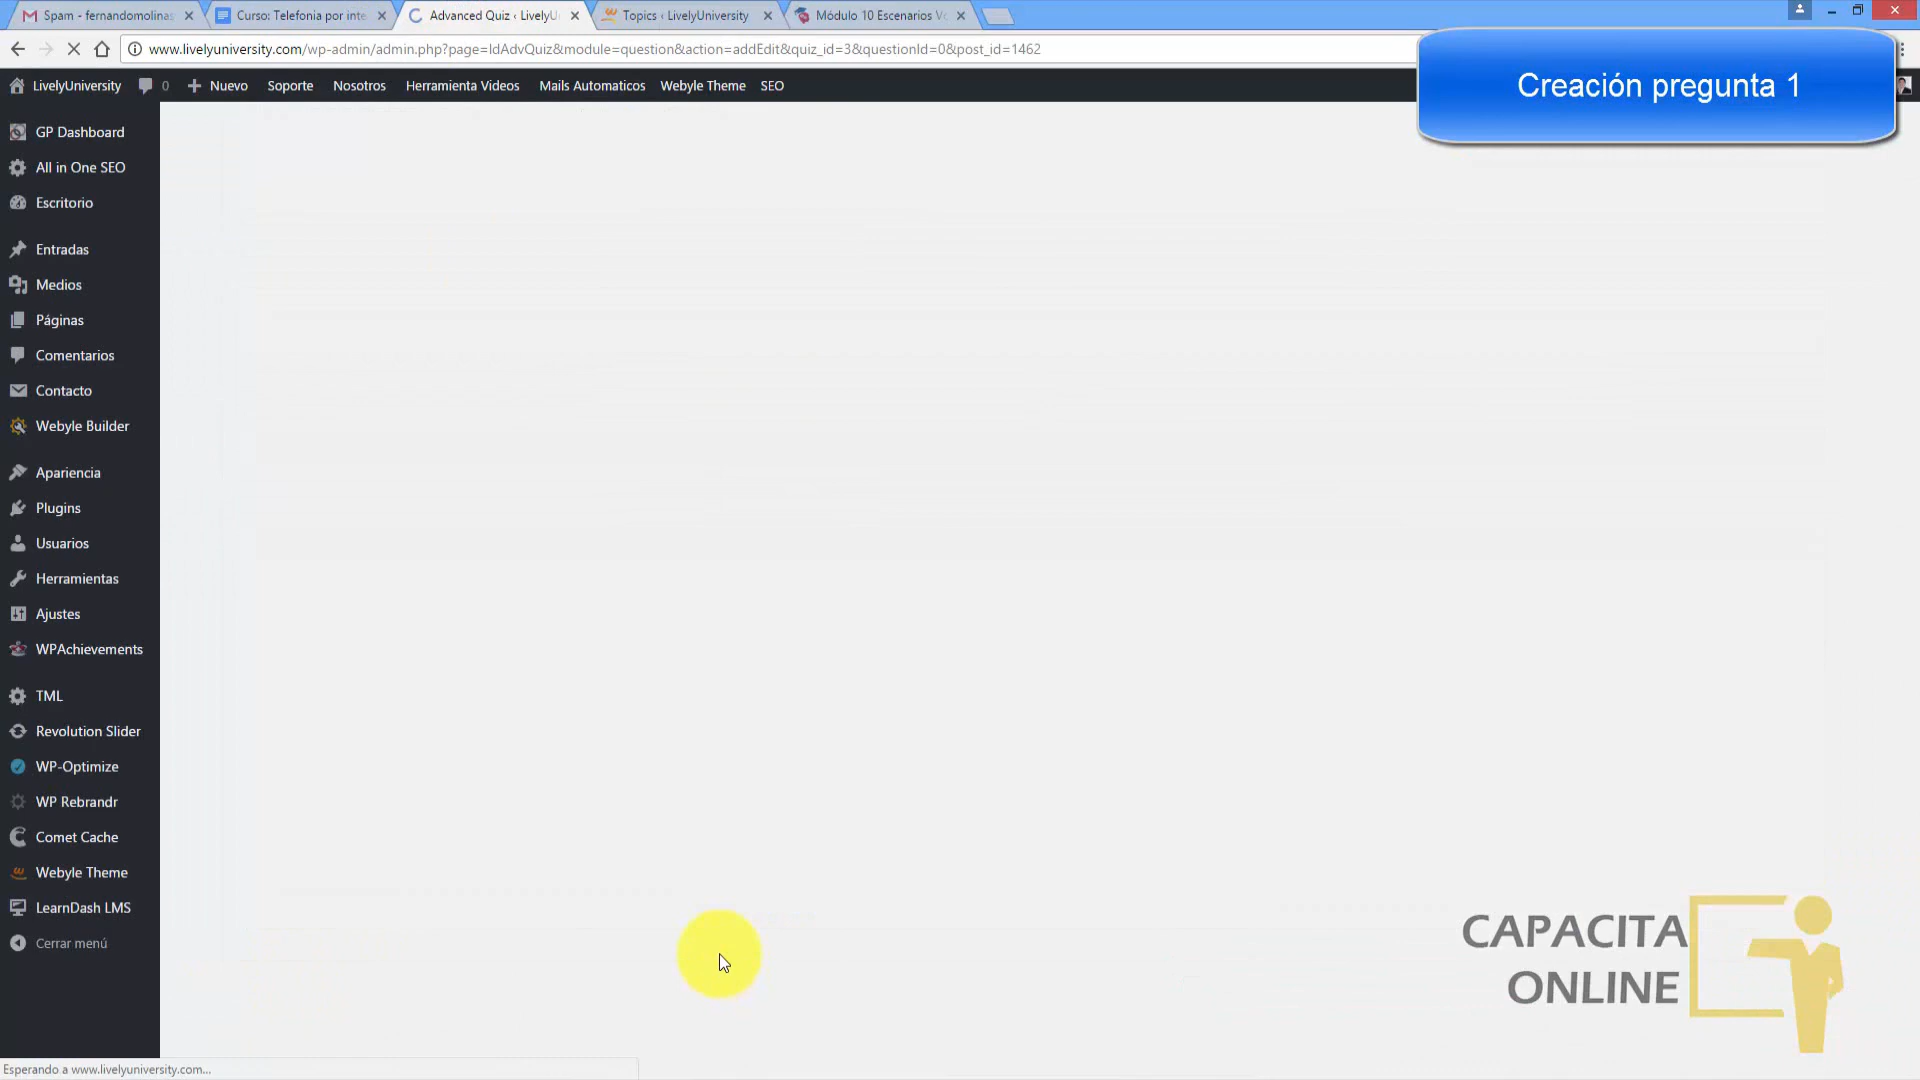 Spam - fernandomolinas
Curso: Telefonia por inte
Advanced Quiz ‹ LivelyU
Topics ‹ LivelyUniversity
Módulo 10 Escenarios Vo
www.livelyuniversity.com/wp-admin/admin.php?page=ldAdvQuiz&module=question&action=addEdit&quiz_id=3&questionId=0&post_id=1462
Creación pregunta 1
LivelyUniversity 0 Nuevo Soporte Nosotros Herramienta Videos Mails Automaticos Webyle Theme SEO
GP Dashboard
All in One SEO
Escritorio
Entradas
Medios
Páginas
Comentarios
Contacto
Webyle Builder
Apariencia
Plugins
Usuarios
Herramientas
Ajustes
WPAchievements
TML
Revolution Slider
WP-Optimize
WP Rebrandr
Comet Cache
Webyle Theme
LearnDash LMS
Cerrar menú
CAPACITA
ONLINE
Esperando a www.livelyuniversity.com...